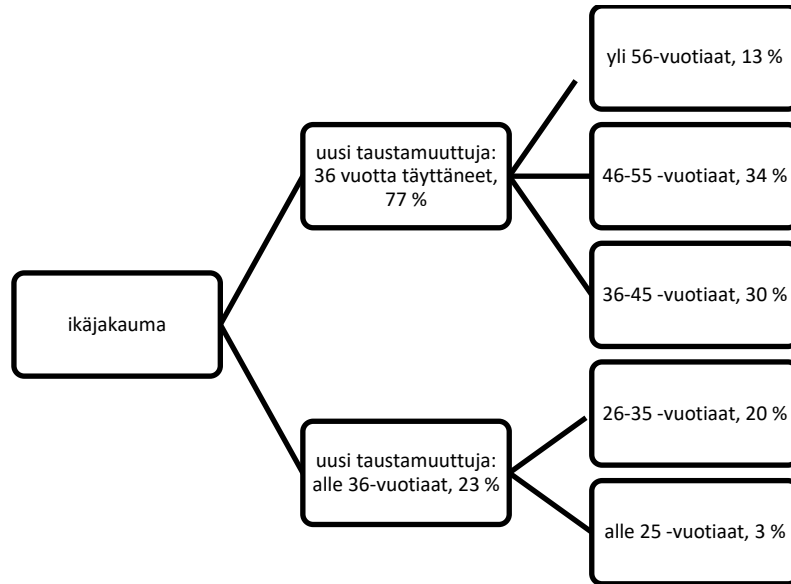 ikäjakauma
uusi taustamuuttuja:
36 vuotta täyttäneet,
77 %
yli 56-vuotiaat, 13 %
46-55 -vuotiaat, 34 %
36-45 -vuotiaat, 30 %
uusi taustamuuttuja:
alle 36-vuotiaat, 23 %
26-35 -vuotiaat, 20 %
alle 25 -vuotiaat, 3 %